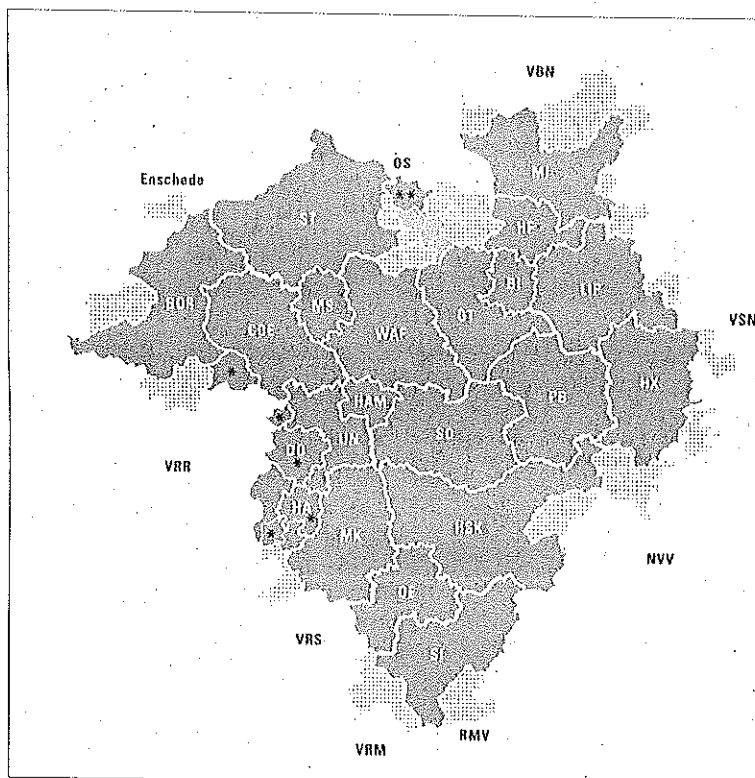 VBN
OS
Enschede
MI
ST
HF
BI
LIP
BOR
MS
COE
WAF
GT
VSN
HX
PB
HAM
SO
UN
DO
VRR
HA
MK
HSK
NVV
OE
VRS
SI
RMV
VRM